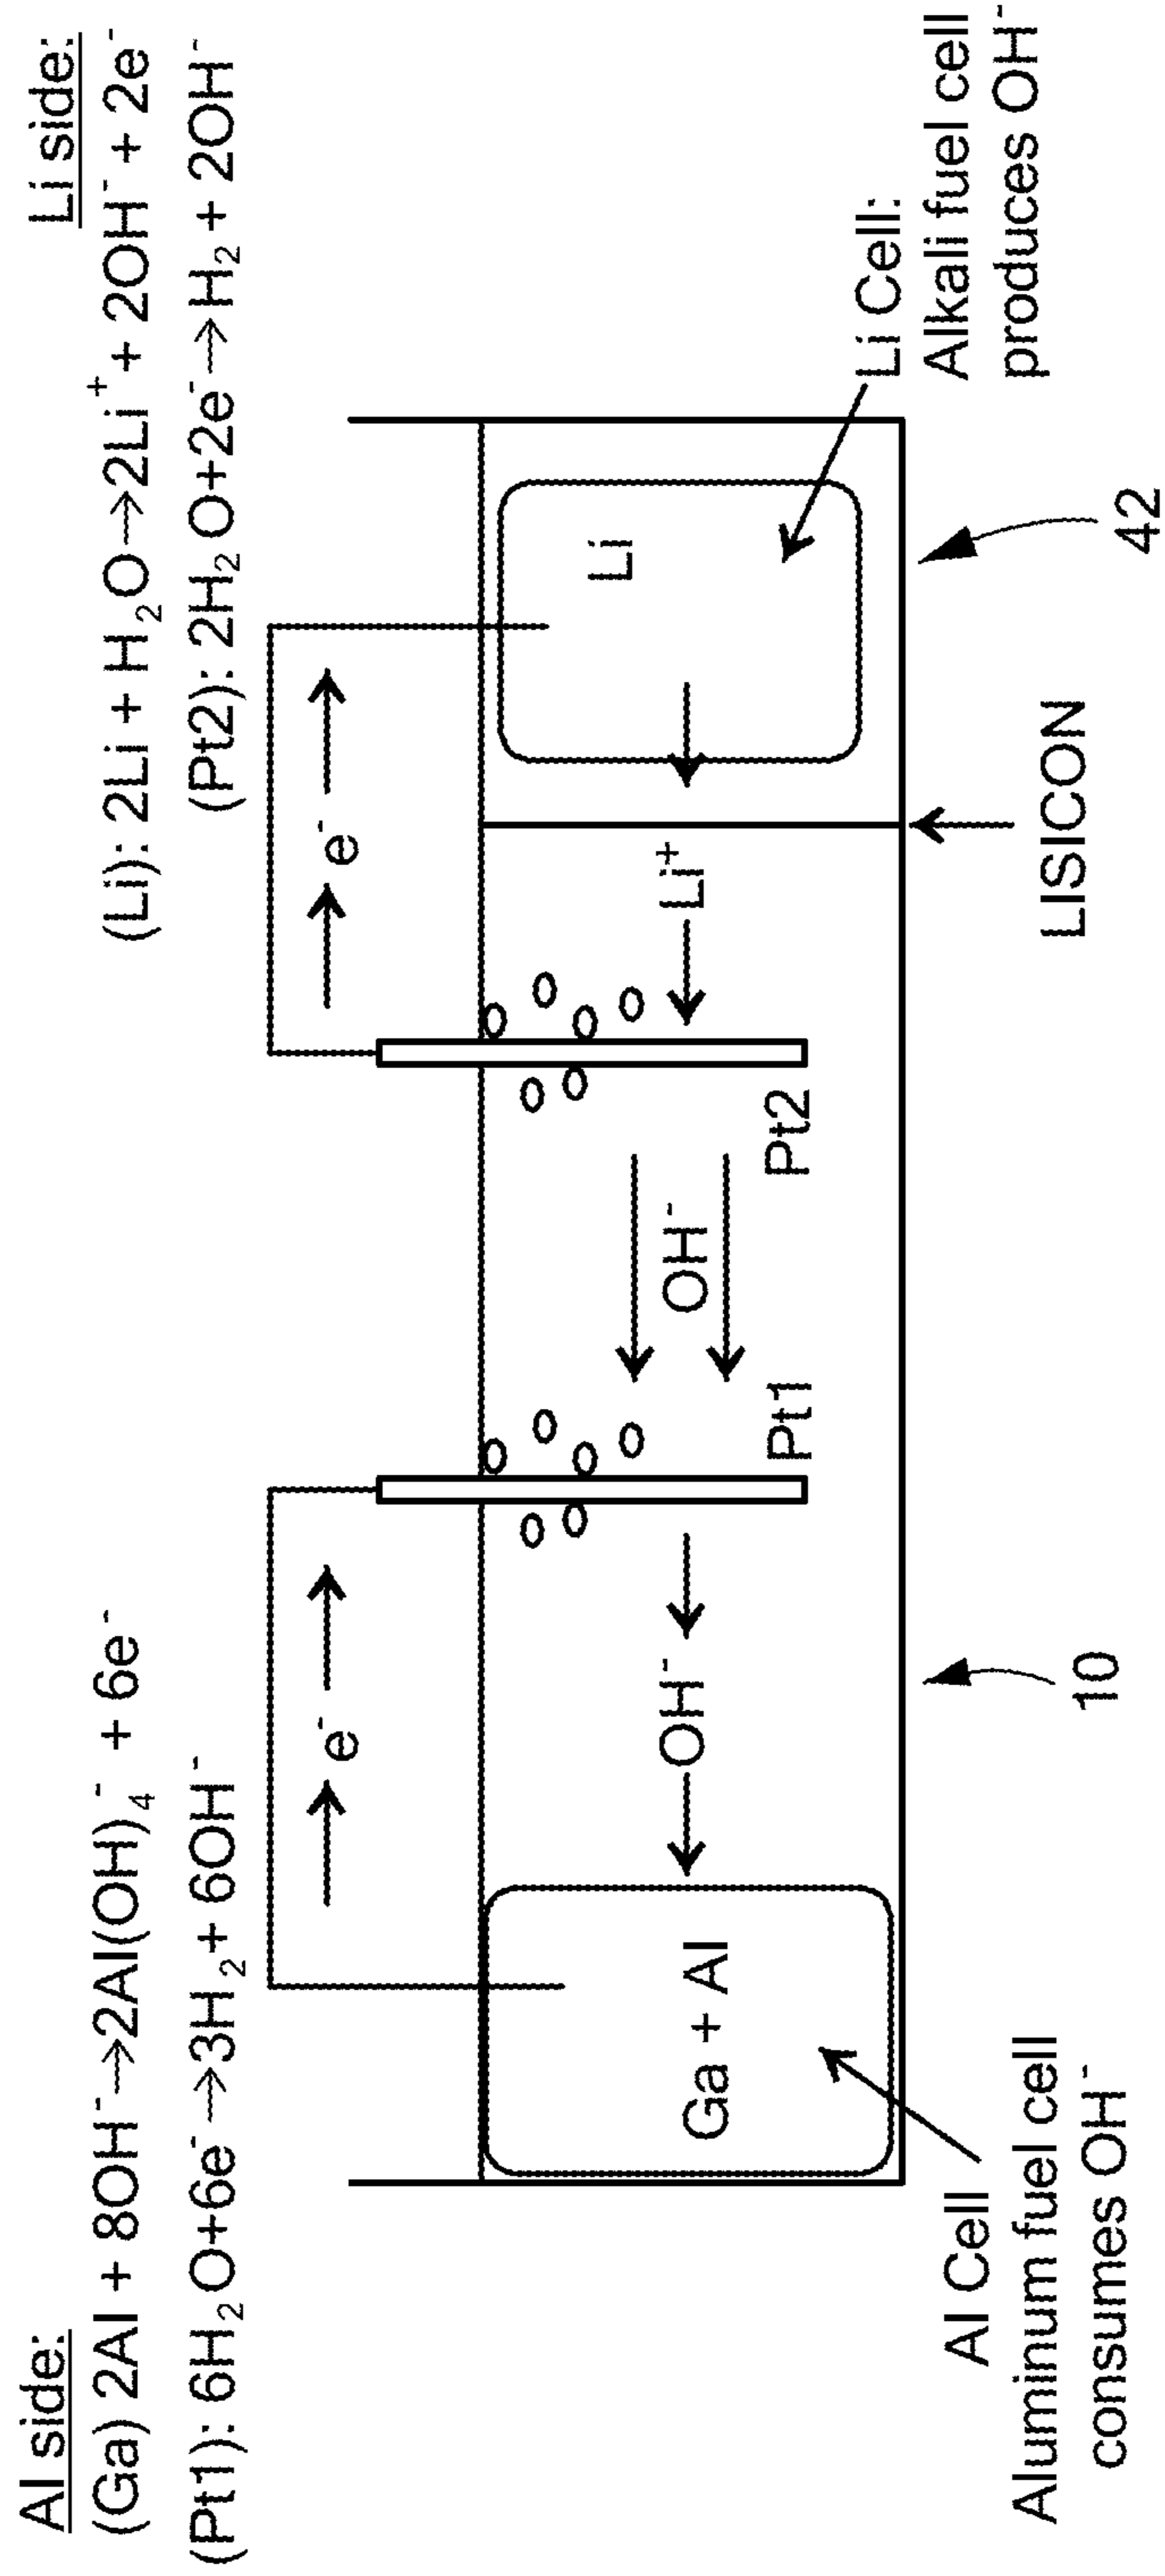 Al side:
(Ga) 2Al + 8OH⁻→2Al(OH)₄⁻ + 6e⁻
(Pt1): 6H₂O+6e⁻→3H₂+ 6OH⁻
Li side:
(Li): 2Li + H₂O→2Li⁺ + 2OH⁻ + 2e⁻
(Pt2): 2H₂O+2e⁻→H₂ + 2OH⁻
e⁻
e⁻
Ga + Al
OH⁻
Pt1
OH⁻
Pt2
Li⁺
Li
Al Cell
Aluminum fuel cell
consumes OH⁻
10
LISICON
42
Li Cell:
Alkali fuel cell
produces OH⁻